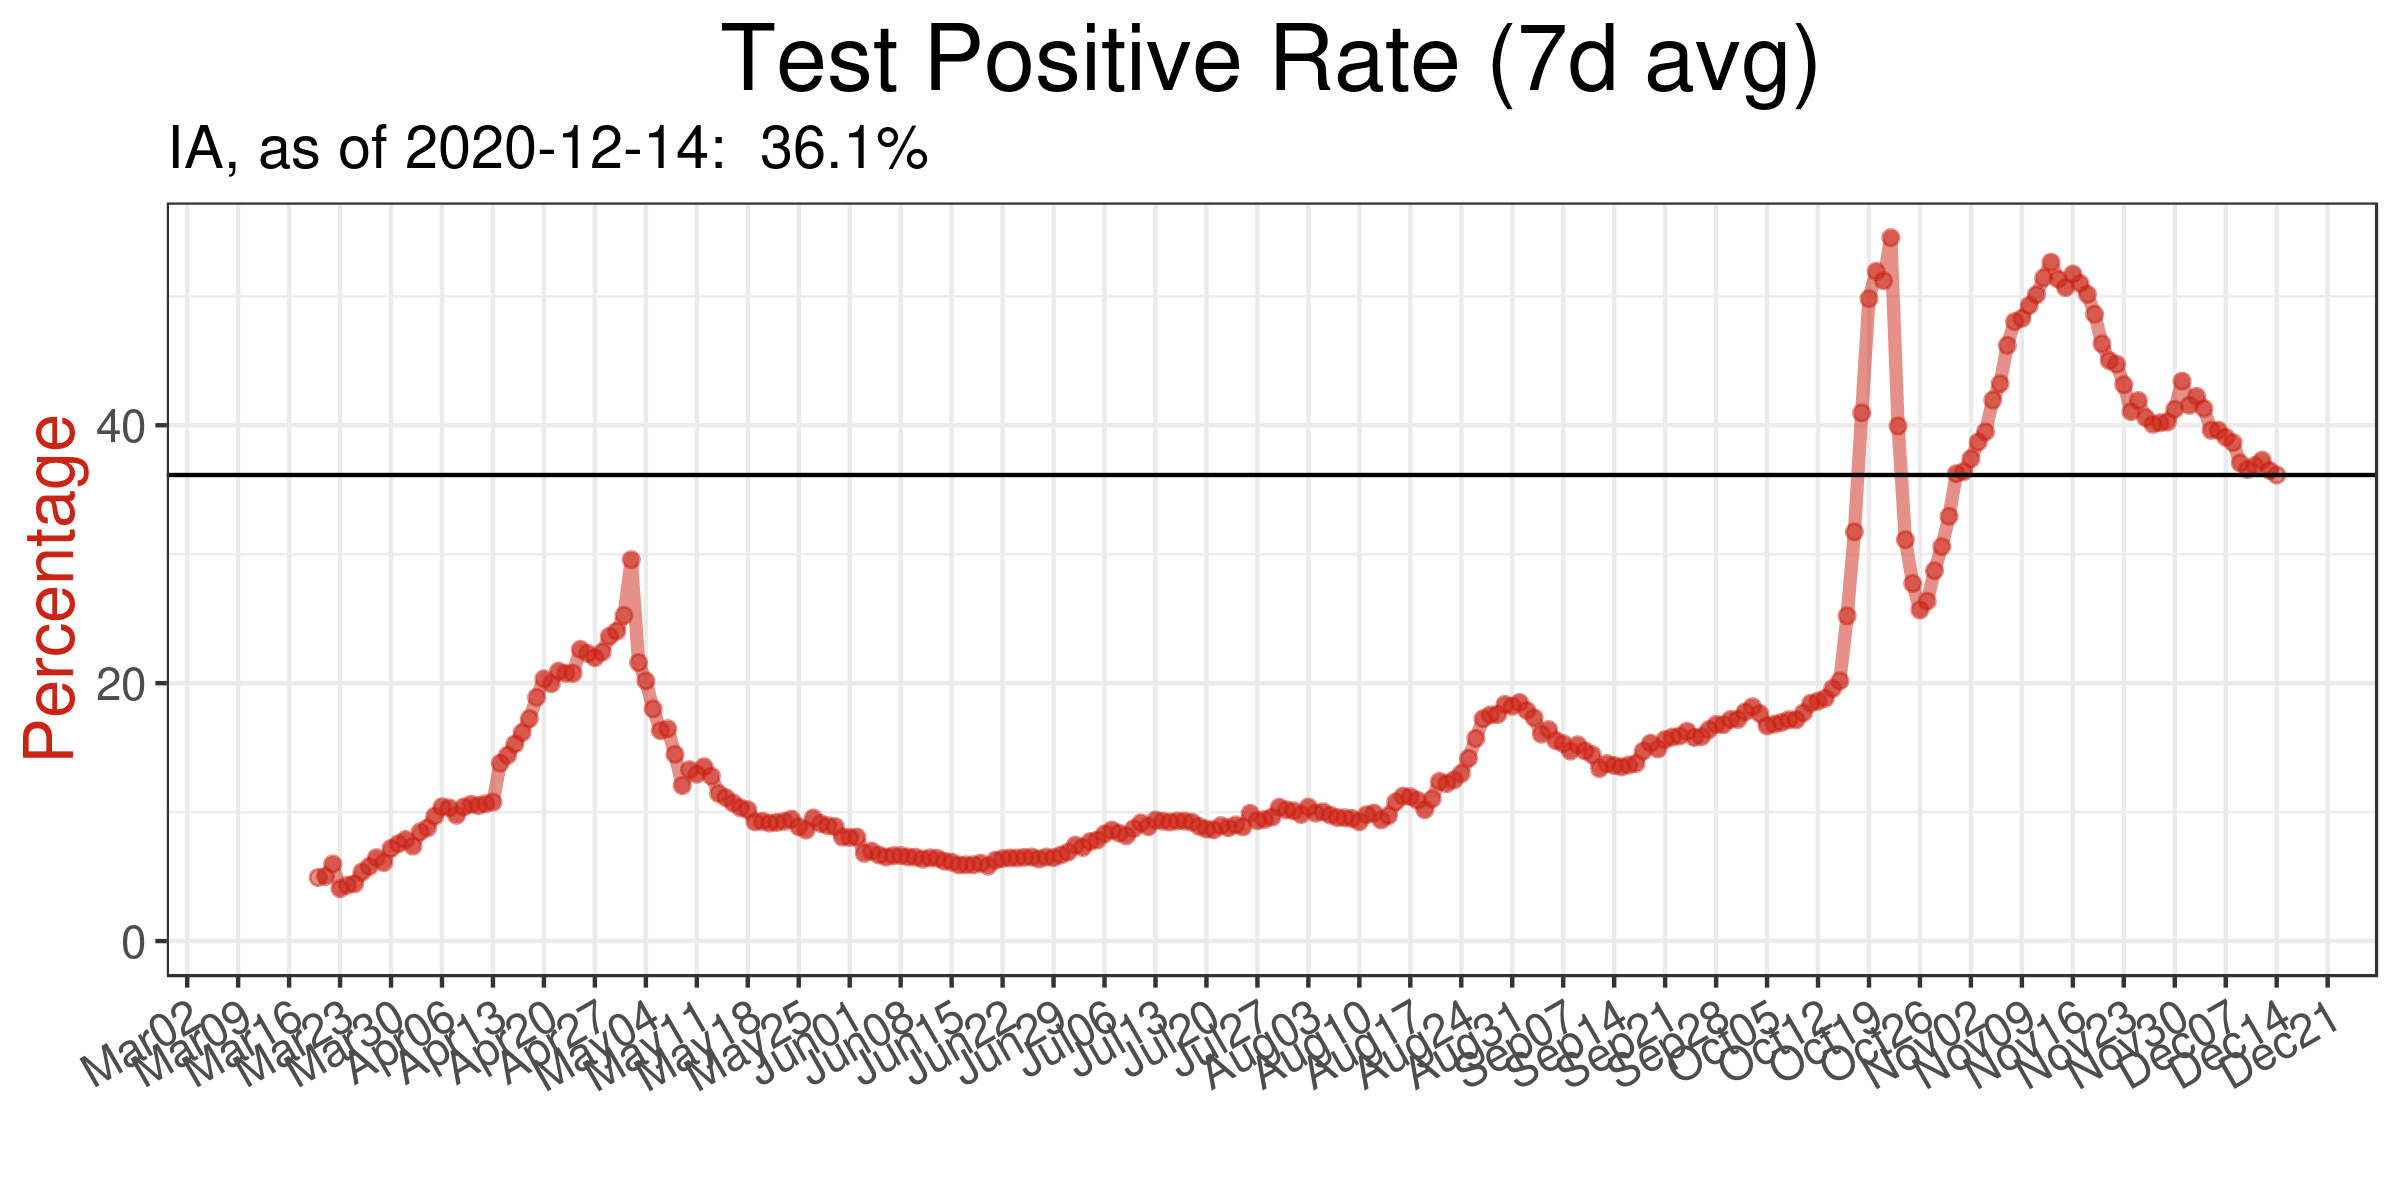 Test Positive Rate (7d avg)
IA, as of 2020-12-14:  36.1%
Percentage
40
20
0
Mar02
Mar09
Mar16
Mar23
Mar30
Apr06
Apr13
Apr20
Apr27
May04
May11
May18
May25
Jun01
Jun08
Jun15
Jun22
Jun29
Jul06
Jul13
Jul20
Jul27
Aug03
Aug10
Aug17
Aug24
Aug31
Sep07
Sep14
Sep21
Sep28
Oct05
Oct12
Oct19
Oct26
Nov02
Nov09
Nov16
Nov23
Nov30
Dec07
Dec14
Dec21